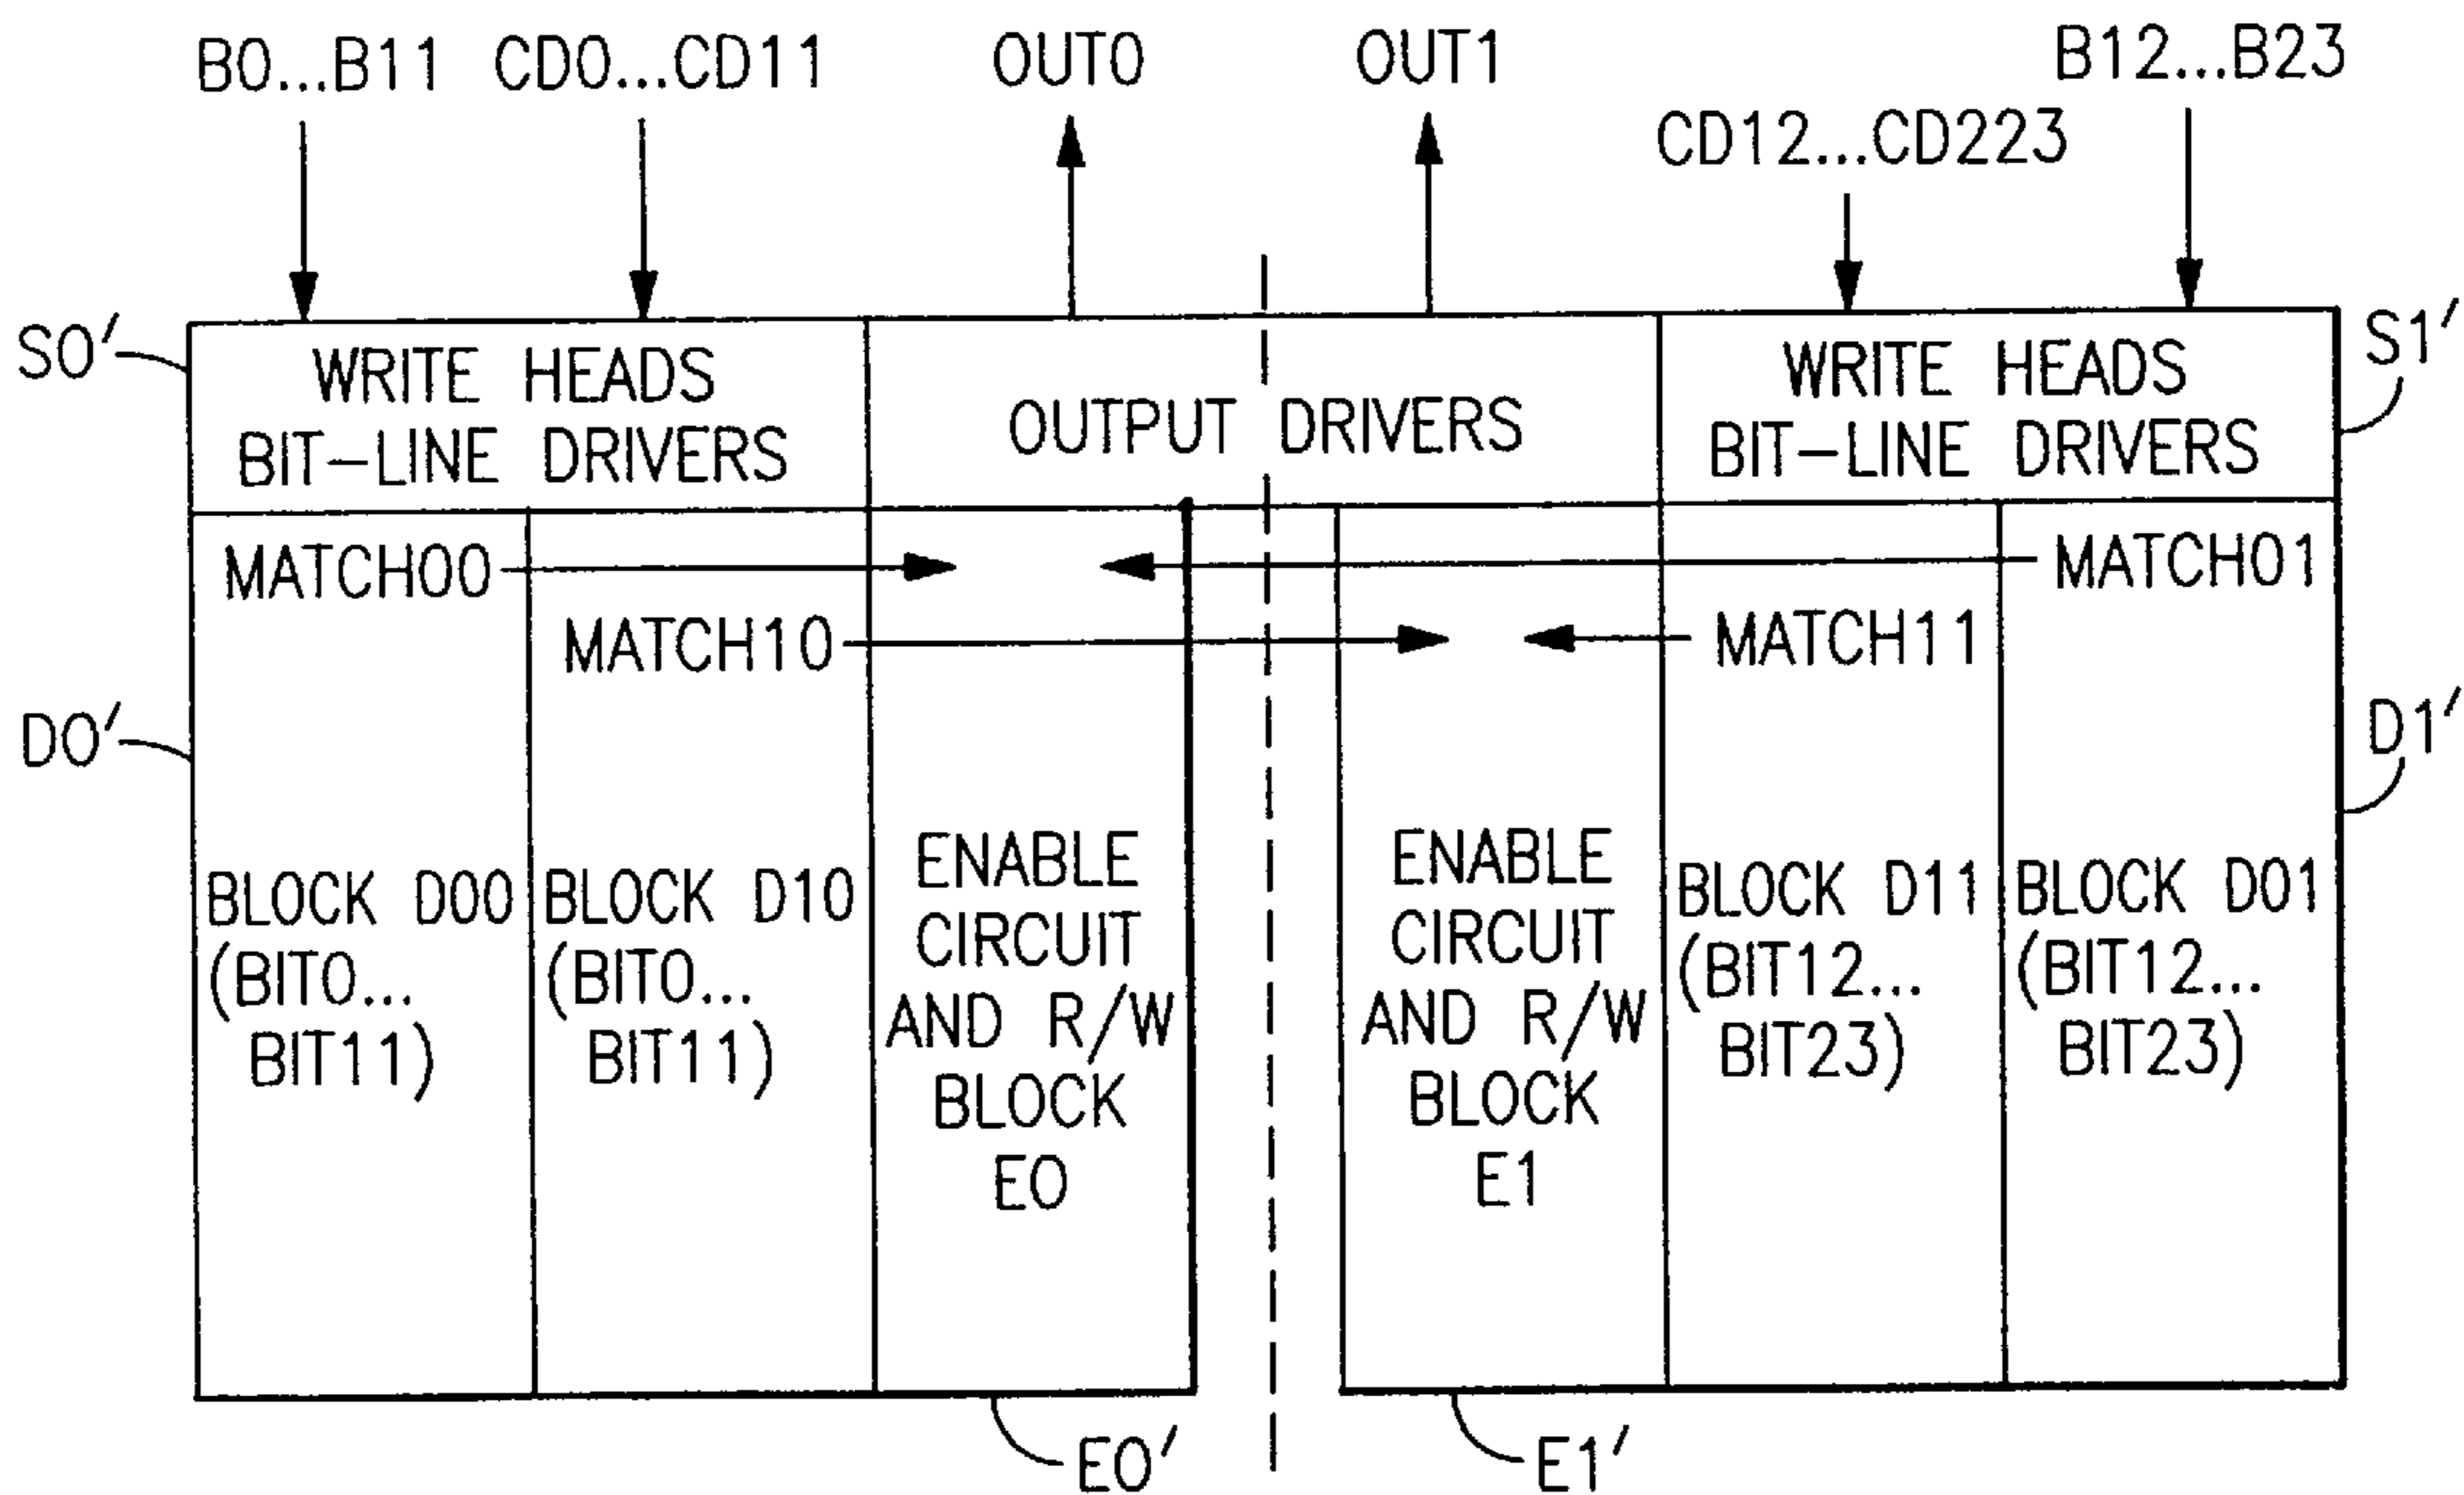 B0...B11 CD0...CD11 OUT0 OUT1 B12...B23
CD12...CD223
S0' S1'
WRITE HEADS
BIT-LINE DRIVERS
OUTPUT DRIVERS
WRITE HEADS
BIT-LINE DRIVERS
MATCH00 MATCH01
MATCH10 MATCH11
D0' D1'
BLOCK D00
(BIT0...
BIT11)
BLOCK D10
(BIT0...
BIT11)
ENABLE
CIRCUIT
AND R/W
BLOCK
E0
ENABLE
CIRCUIT
AND R/W
BLOCK
E1
BLOCK D11
(BIT12...
BIT23)
BLOCK D01
(BIT12...
BIT23)
E0' E1'